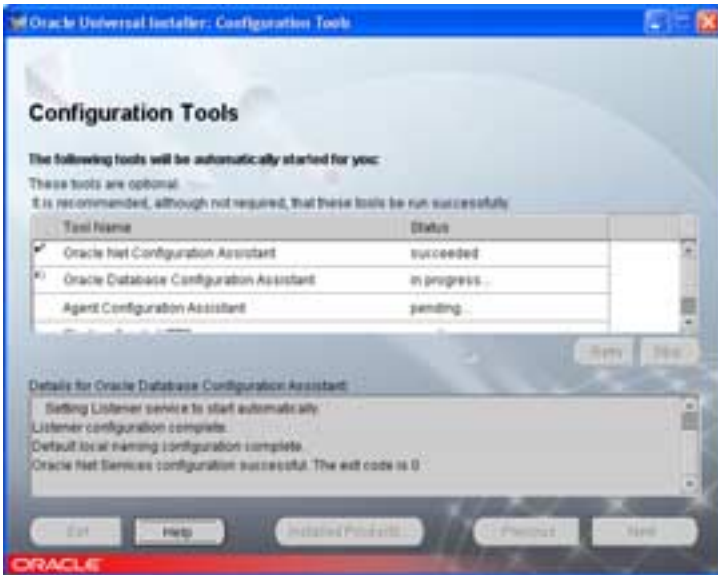 Oracle Universal Installer: Configuration Tools
Configuration Tools
The following tools will be automatically started for you:
These tools are optional.
It is recommended, although not required, that these tools be run successfully.
Tool Name Status
Oracle Net Configuration Assistant succeeded
Oracle Database Configuration Assistant in progress...
Agent Configuration Assistant pending...
Retry Stop
Details for Oracle Database Configuration Assistant:
Setting Listener service to start automatically.
Listener configuration complete.
Default local naming configuration complete.
Oracle Net Services configuration successful. The exit code is 0
Exit Help Installed Products... Previous Next
ORACLE